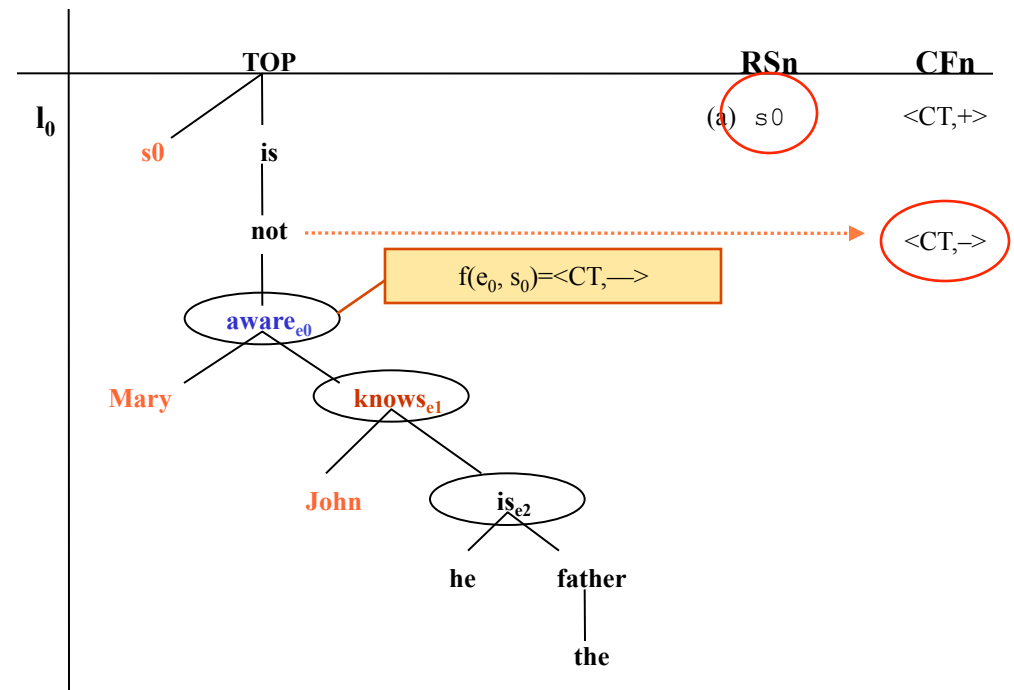 TOP RSn CFn
l₀ (a) s0 <CT,+>
s0 is
not <CT,–>
f(e₀, s₀)=<CT,—>
aware e0
Mary knows e1
John is e2
he father
the